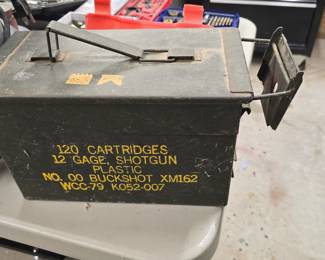 120 CARTRIDGES
12 GAGE, SHOTGUN
PLASTIC
NO. 00 BUCKSHOT XM162
WCC-79 K052-007